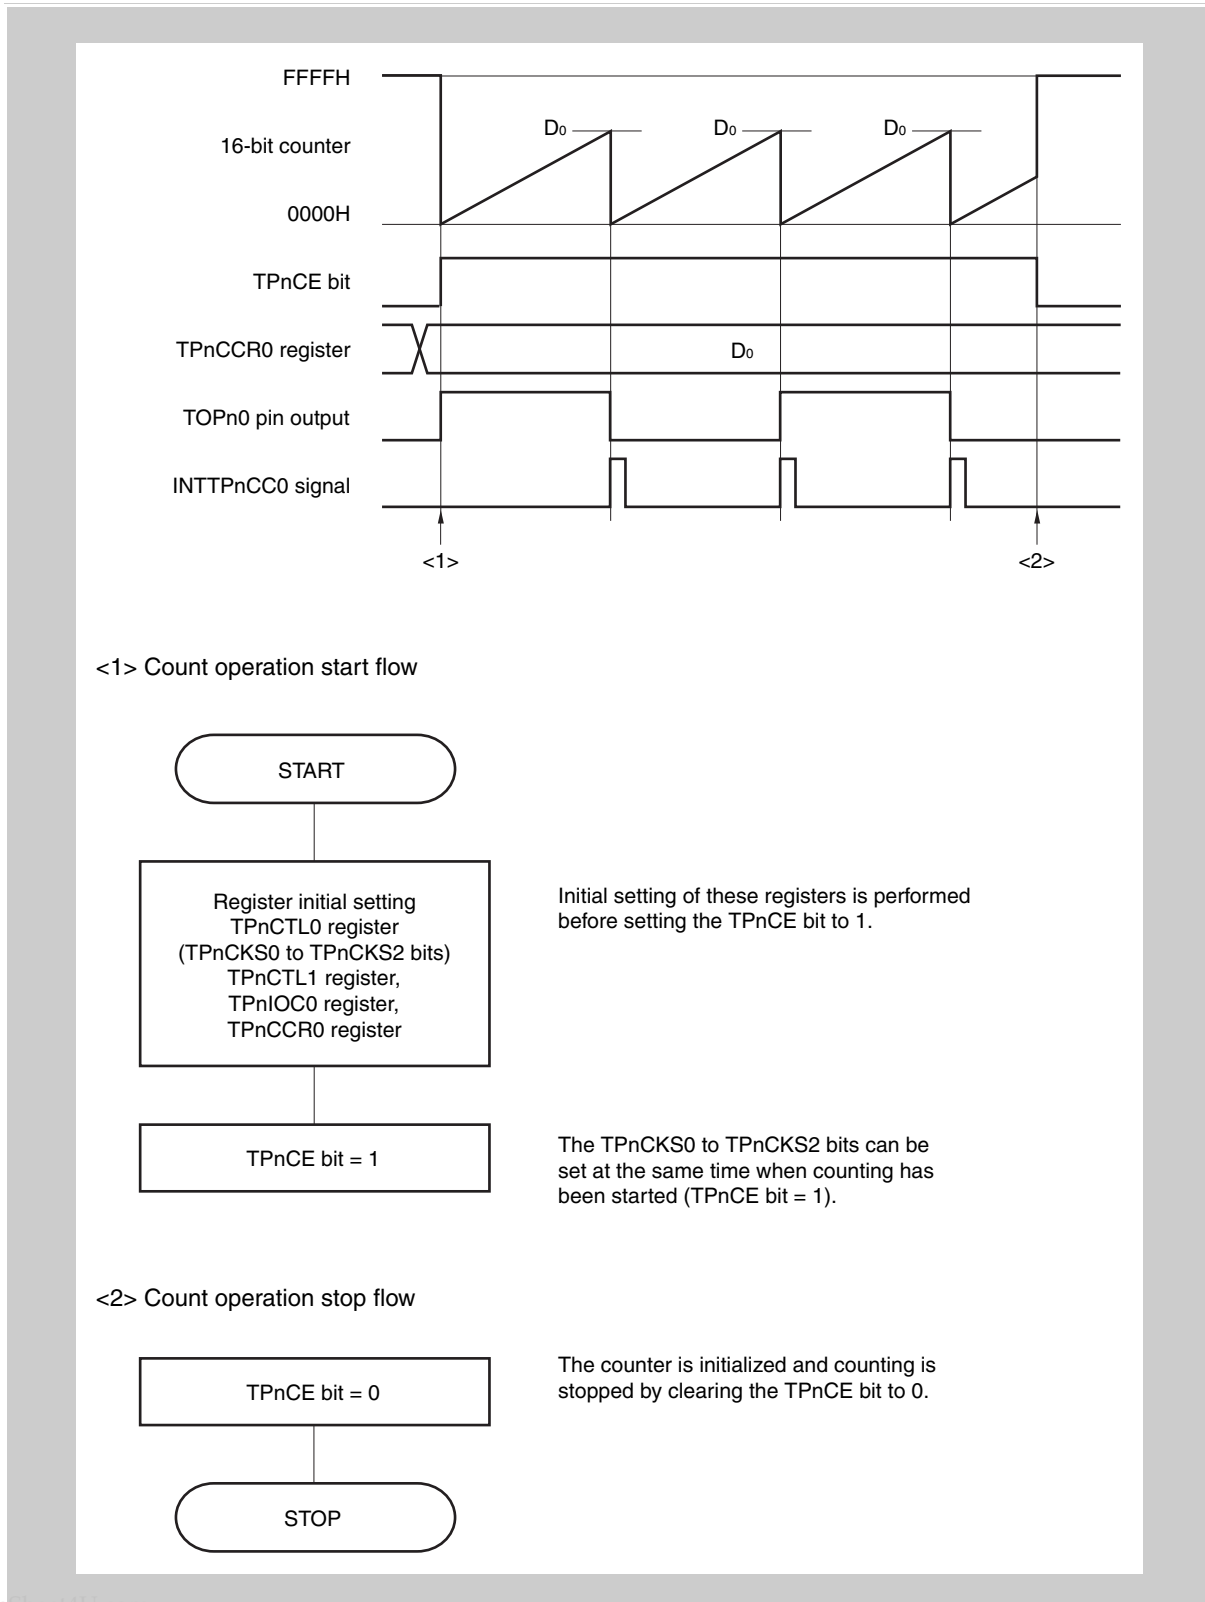 FFFFH
D0 D0 D0
16-bit counter
0000H
TPnCE bit
TPnCCR0 register D0
TOPn0 pin output
INTTPnCC0 signal
<1> <2>
<1> Count operation start flow
START
Register initial setting
TPnCTL0 register
(TPnCKS0 to TPnCKS2 bits)
TPnCTL1 register,
TPnIOC0 register,
TPnCCR0 register
Initial setting of these registers is performed
before setting the TPnCE bit to 1.
TPnCE bit = 1
The TPnCKS0 to TPnCKS2 bits can be
set at the same time when counting has
been started (TPnCE bit = 1).
<2> Count operation stop flow
TPnCE bit = 0
The counter is initialized and counting is
stopped by clearing the TPnCE bit to 0.
STOP